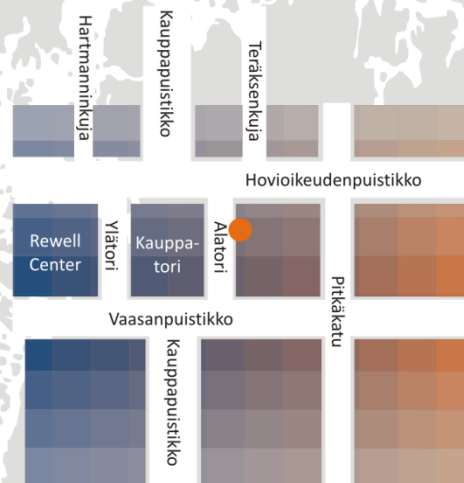 Hartmanninkuja
Kauppapuistikko
Teräksenkuja
Hovioikeudenpuistikko
Rewell
Center
Ylätori
Kauppa-
tori
Alatori
Pitkäkatu
Vaasanpuistikko
Kauppapuistikko